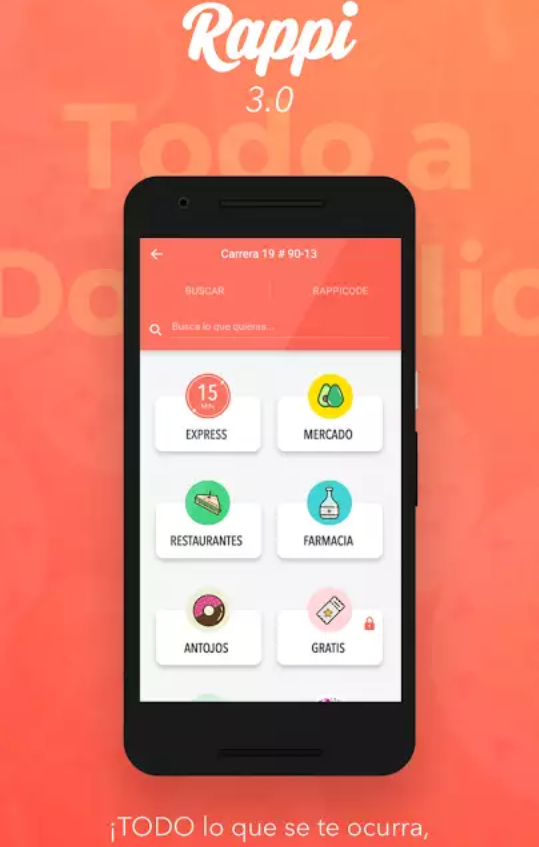 Rappi
3.0
Todo a
Do lio
Carrera 19 # 90-13
BUSCAR RAPPICODE
Busca lo que quieras...
15
MIN
EXPRESS MERCADO
RESTAURANTES FARMACIA
ANTOJOS GRATIS
¡TODO lo que se te ocurra,